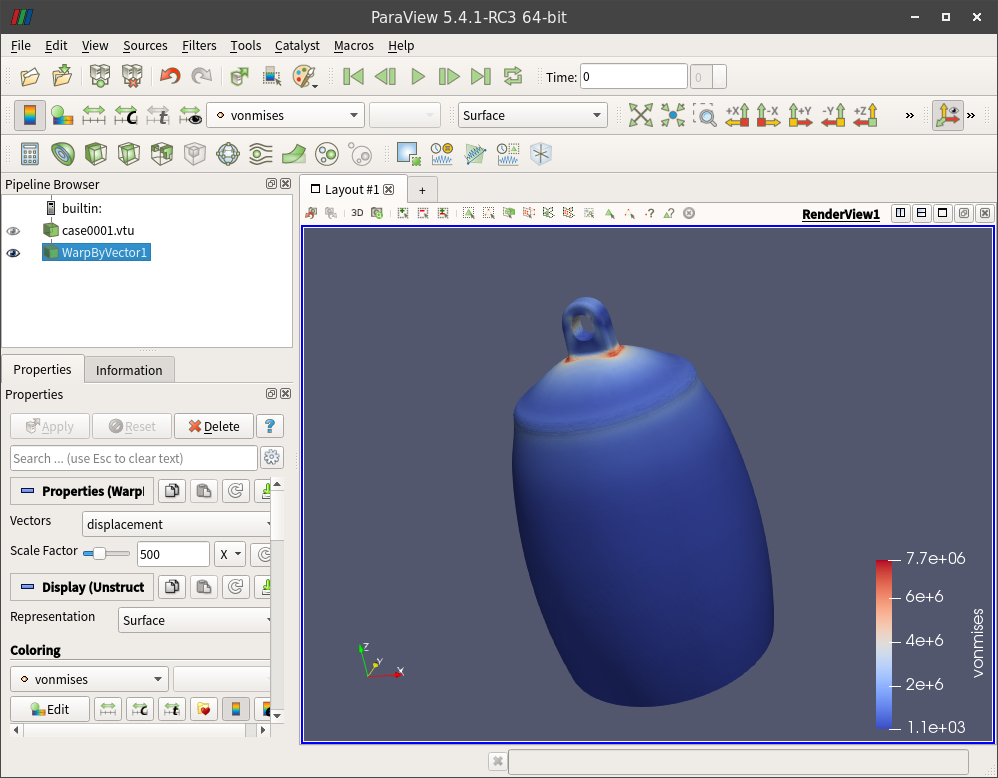 ParaView 5.4.1-RC3 64-bit
File Edit View Sources Filters Tools Catalyst Macros Help
Time: 0 0
vonmises Surface +X -X +Y -Y +Z » »
Pipeline Browser
builtin:
case0001.vtu
WarpByVector1
Properties Information
Properties
Apply Reset Delete ?
Search ... (use Esc to clear text)
Properties (Warpl
Vectors displacement
Scale Factor 500 X
Display (Unstruct
Representation Surface
Coloring
vonmises
Edit
Layout #1 +
3D RenderView1
7.7e+06
6e+6
4e+6
2e+6
1.1e+03
vonmises
Z
Y
X